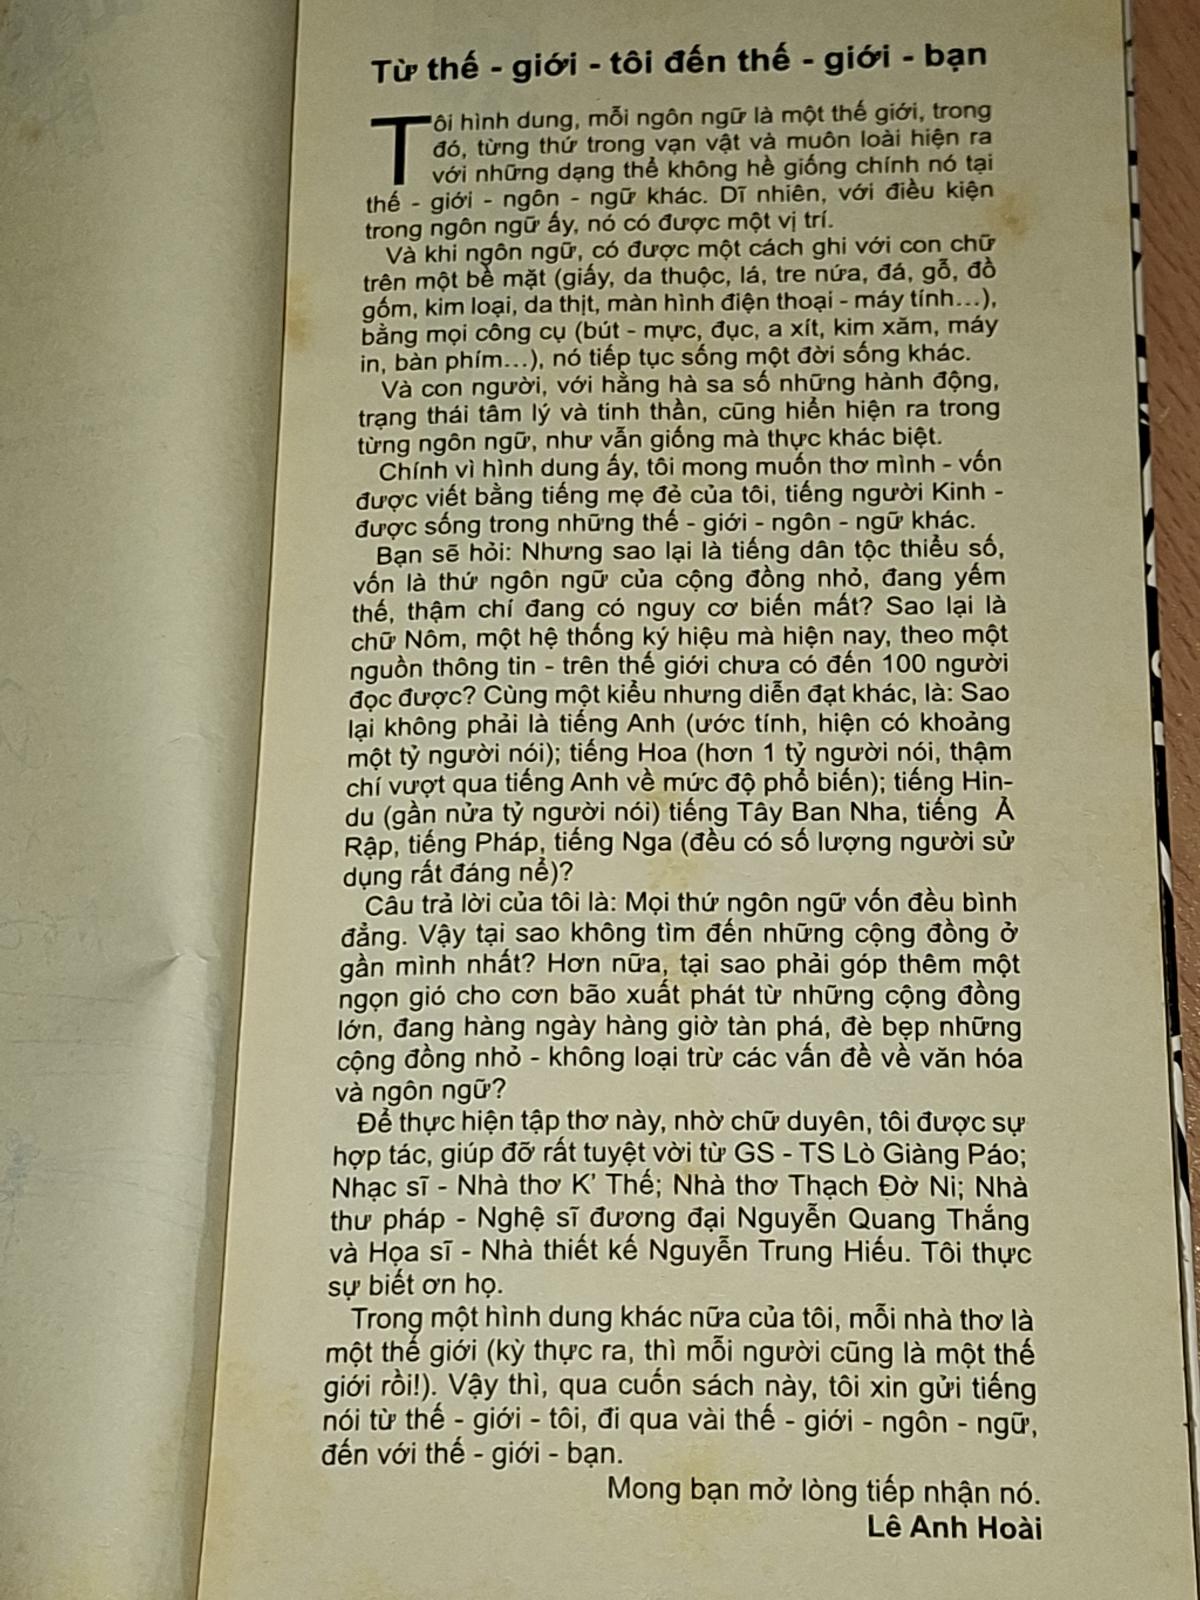 Từ thế - giới - tôi đến thế - giới - bạn
Tôi hình dung, mỗi ngôn ngữ là một thế giới, trong
đó, từng thứ trong vạn vật và muôn loài hiện ra
với những dạng thể không hề giống chính nó tại
thế - giới - ngôn - ngữ khác. Dĩ nhiên, với điều kiện
trong ngôn ngữ ấy, nó có được một vị trí.
Và khi ngôn ngữ, có được một cách ghi với con chữ
trên một bề mặt (giấy, da thuộc, lá, tre nứa, đá, gỗ, đồ
gốm, kim loại, da thịt, màn hình điện thoại - máy tính...),
bằng mọi công cụ (bút - mực, đục, a xít, kim xăm, máy
in, bàn phím...), nó tiếp tục sống một đời sống khác.
Và con người, với hằng hà sa số những hành động,
trạng thái tâm lý và tinh thần, cũng hiển hiện ra trong
từng ngôn ngữ, như vẫn giống mà thực khác biệt.
Chính vì hình dung ấy, tôi mong muốn thơ mình - vốn
được viết bằng tiếng mẹ đẻ của tôi, tiếng người Kinh -
được sống trong những thế - giới - ngôn - ngữ khác.
Bạn sẽ hỏi: Nhưng sao lại là tiếng dân tộc thiểu số,
vốn là thứ ngôn ngữ của cộng đồng nhỏ, đang yếm
thế, thậm chí đang có nguy cơ biến mất? Sao lại là
chữ Nôm, một hệ thống ký hiệu mà hiện nay, theo một
nguồn thông tin - trên thế giới chưa có đến 100 người
đọc được? Cùng một kiểu nhưng diễn đạt khác, là: Sao
lại không phải là tiếng Anh (ước tính, hiện có khoảng
một tỷ người nói); tiếng Hoa (hơn 1 tỷ người nói, thậm
chí vượt qua tiếng Anh về mức độ phổ biến); tiếng Hin-
du (gần nửa tỷ người nói) tiếng Tây Ban Nha, tiếng Ả
Rập, tiếng Pháp, tiếng Nga (đều có số lượng người sử
dụng rất đáng nể)?
Câu trả lời của tôi là: Mọi thứ ngôn ngữ vốn đều bình
đẳng. Vậy tại sao không tìm đến những cộng đồng ở
gần mình nhất? Hơn nữa, tại sao phải góp thêm một
ngọn gió cho cơn bão xuất phát từ những cộng đồng
lớn, đang hàng ngày hàng giờ tàn phá, đè bẹp những
cộng đồng nhỏ - không loại trừ các vấn đề về văn hóa
và ngôn ngữ?
Để thực hiện tập thơ này, nhờ chữ duyên, tôi được sự
hợp tác, giúp đỡ rất tuyệt vời từ GS - TS Lò Giàng Páo;
Nhạc sĩ - Nhà thơ K' Thế; Nhà thơ Thạch Đờ Ni; Nhà
thư pháp - Nghệ sĩ đương đại Nguyễn Quang Thắng
và Họa sĩ - Nhà thiết kế Nguyễn Trung Hiếu. Tôi thực
sự biết ơn họ.
Trong một hình dung khác nữa của tôi, mỗi nhà thơ là
một thế giới (kỳ thực ra, thì mỗi người cũng là một thế
giới rồi!). Vậy thì, qua cuốn sách này, tôi xin gửi tiếng
nói từ thế - giới - tôi, đi qua vài thế - giới - ngôn - ngữ,
đến với thế - giới - bạn.
Mong bạn mở lòng tiếp nhận nó.
Lê Anh Hoài